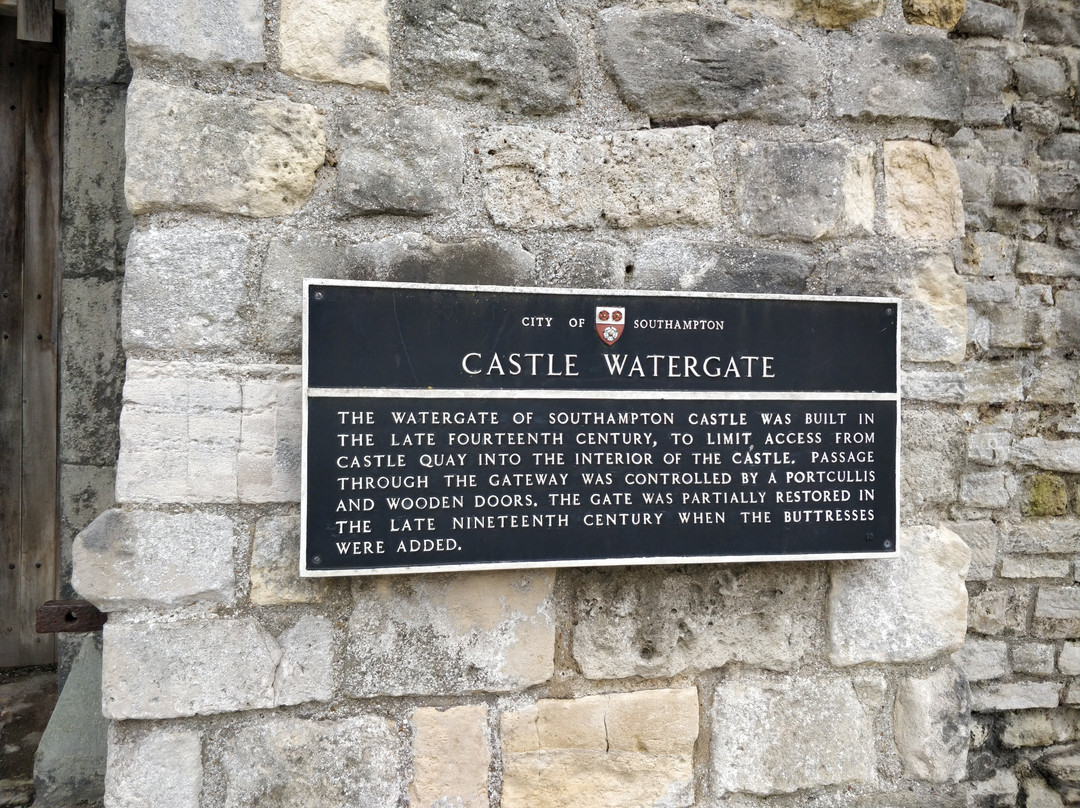 CITY OF SOUTHAMPTON
CASTLE WATERGATE
THE WATERGATE OF SOUTHAMPTON CASTLE WAS BUILT IN
THE LATE FOURTEENTH CENTURY, TO LIMIT ACCESS FROM
CASTLE QUAY INTO THE INTERIOR OF THE CASTLE. PASSAGE
THROUGH THE GATEWAY WAS CONTROLLED BY A PORTCULLIS
AND WOODEN DOORS. THE GATE WAS PARTIALLY RESTORED IN
THE LATE NINETEENTH CENTURY WHEN THE BUTTRESSES
WERE ADDED.